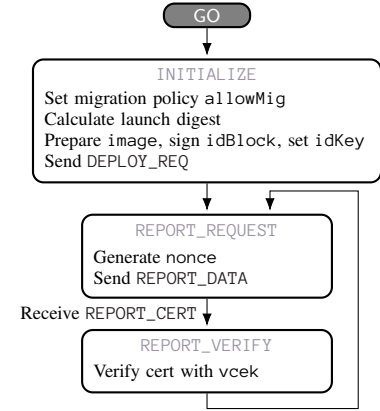 GO
INITIALIZE
Set migration policy allowMig
Calculate launch digest
Prepare image, sign idBlock, set idKey
Send DEPLOY_REQ
REPORT_REQUEST
Generate nonce
Send REPORT_DATA
Receive REPORT_CERT
REPORT_VERIFY
Verify cert with vcek